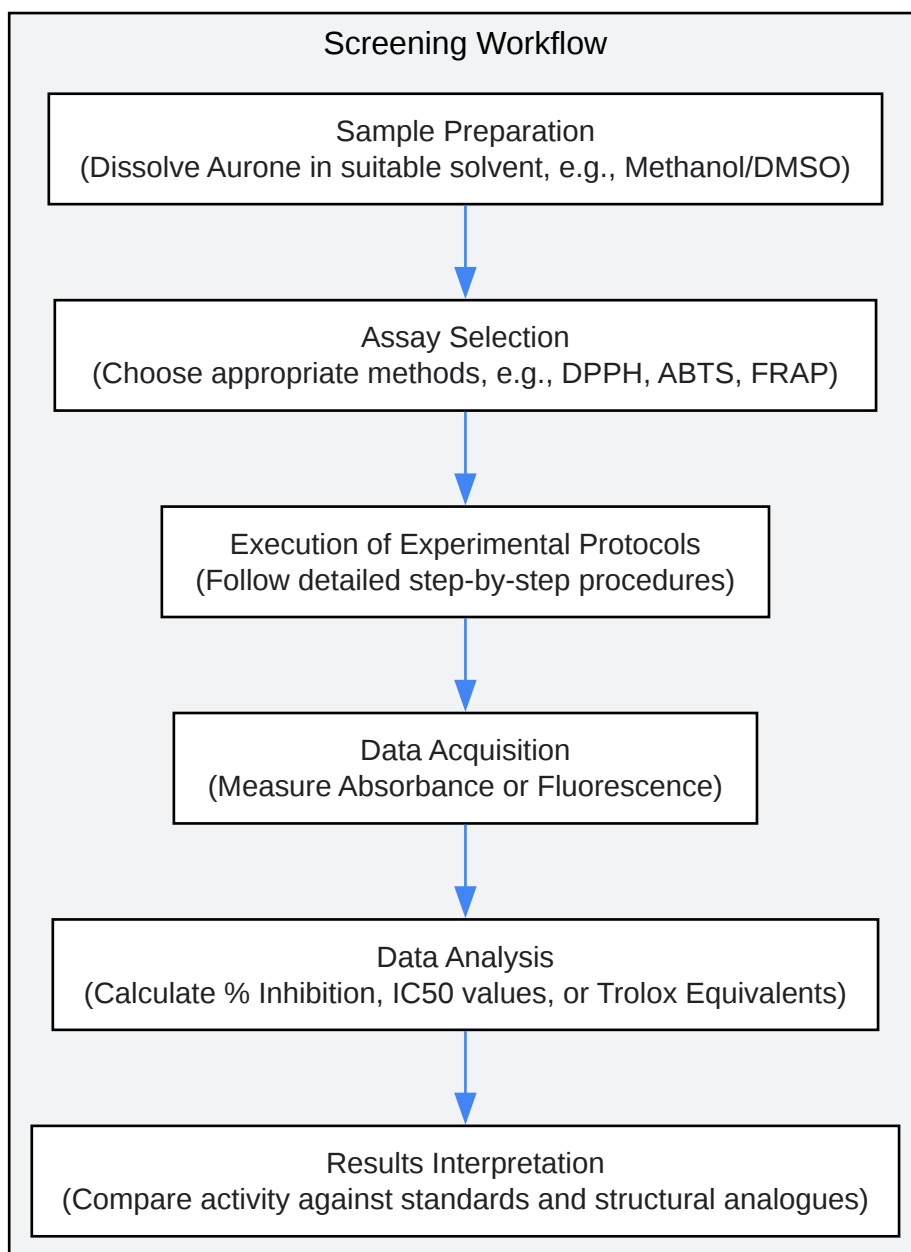 Screening Workflow
Sample Preparation
(Dissolve Aurone in suitable solvent, e.g., Methanol/DMSO)
Assay Selection
(Choose appropriate methods, e.g., DPPH, ABTS, FRAP)
Execution of Experimental Protocols
(Follow detailed step-by-step procedures)
Data Acquisition
(Measure Absorbance or Fluorescence)
Data Analysis
(Calculate % Inhibition, IC50 values, or Trolox Equivalents)
Results Interpretation
(Compare activity against standards and structural analogues)